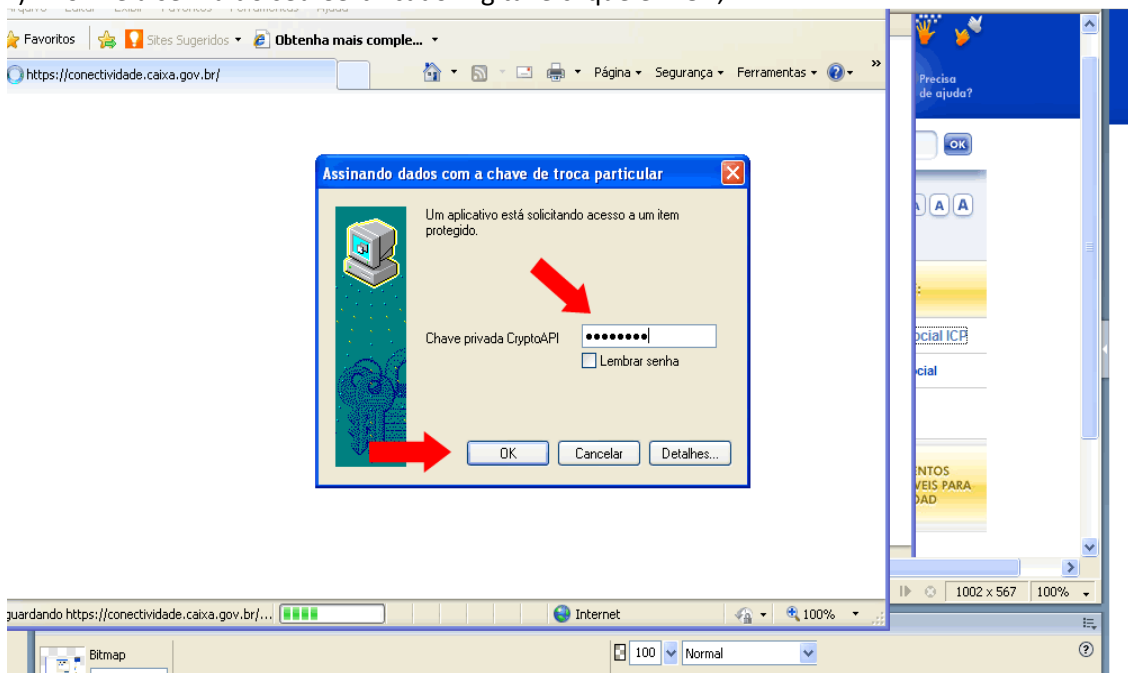 Favoritos Sites Sugeridos Obtenha mais comple...
https://conectividade.caixa.gov.br/
Página Segurança Ferramentas »
Precisa
de ajuda?
OK
A A
Assinando dados com a chave de troca particular
Um aplicativo está solicitando acesso a um item
protegido.
Chave privada CryptoAPI
Lembrar senha
OK Cancelar Detalhes...
:
ocial ICP
cial
ENTOS
VEIS PARA
DAD
1002 x 567 100%
guardando https://conectividade.caixa.gov.br/... Internet 100%
Bitmap 100 Normal